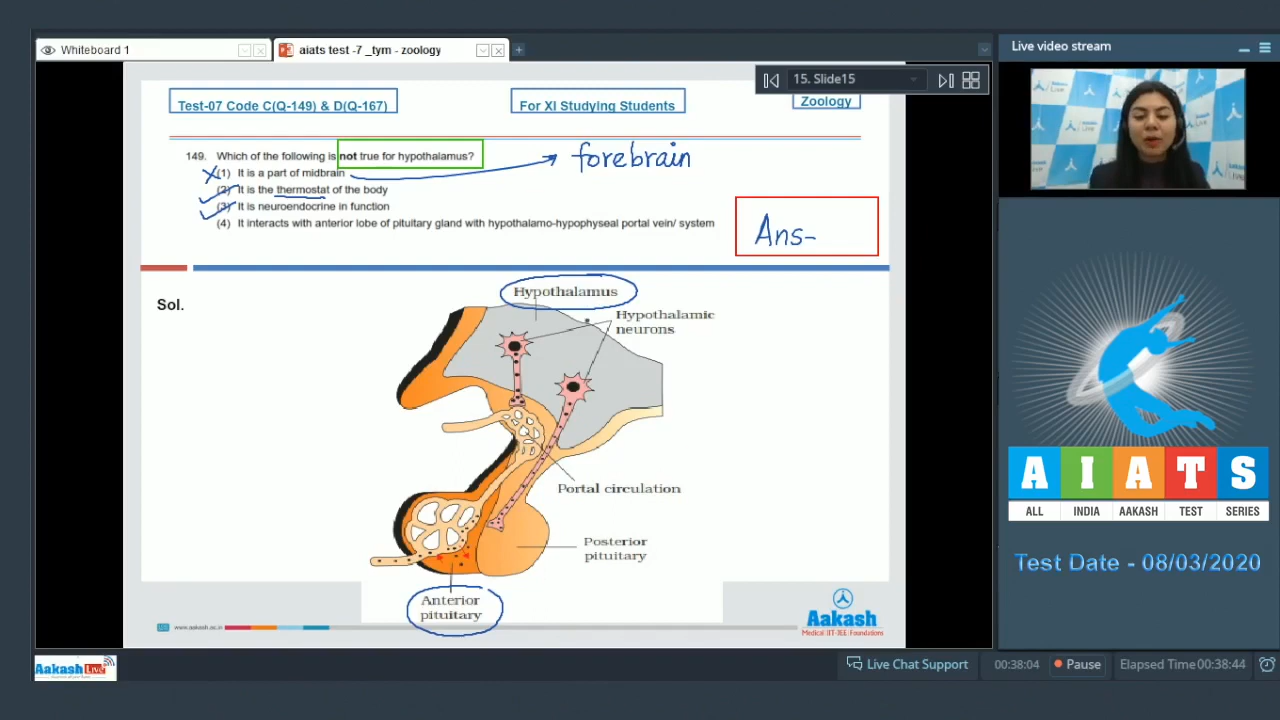 Whiteboard 1
aiats test -7 _tym - zoology
Live video stream
15. Slide15
Test-07 Code C(Q-149) & D(Q-167)
For XI Studying Students
Zoology
149. Which of the following is not true for hypothalamus?
(1) It is a part of midbrain
forebrain
(2) It is the thermostat of the body
(3) It is neuroendocrine in function
(4) It interacts with anterior lobe of pituitary gland with hypothalamo-hypophyseal portal vein/ system
Ans-
Sol.
Hypothalamus
Hypothalamic
neurons
Portal circulation
Posterior
pituitary
Anterior
pituitary
www.aakash.ac.in
Aakash
Medical|IIT-JEE|Foundations
A I A T S
ALL INDIA AAKASH TEST SERIES
Test Date - 08/03/2020
Aakash Live
Live Chat Support
00:38:04
Pause
Elapsed Time 00:38:44